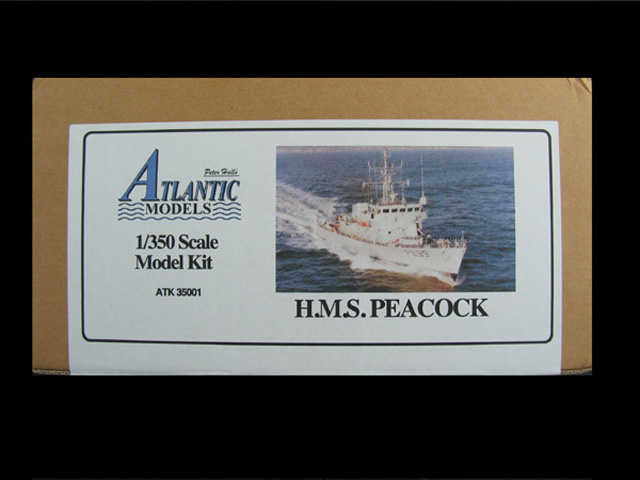 Peter Hall's
ATLANTIC
MODELS
1/350 Scale
Model Kit
ATK 35001
H.M.S. PEACOCK